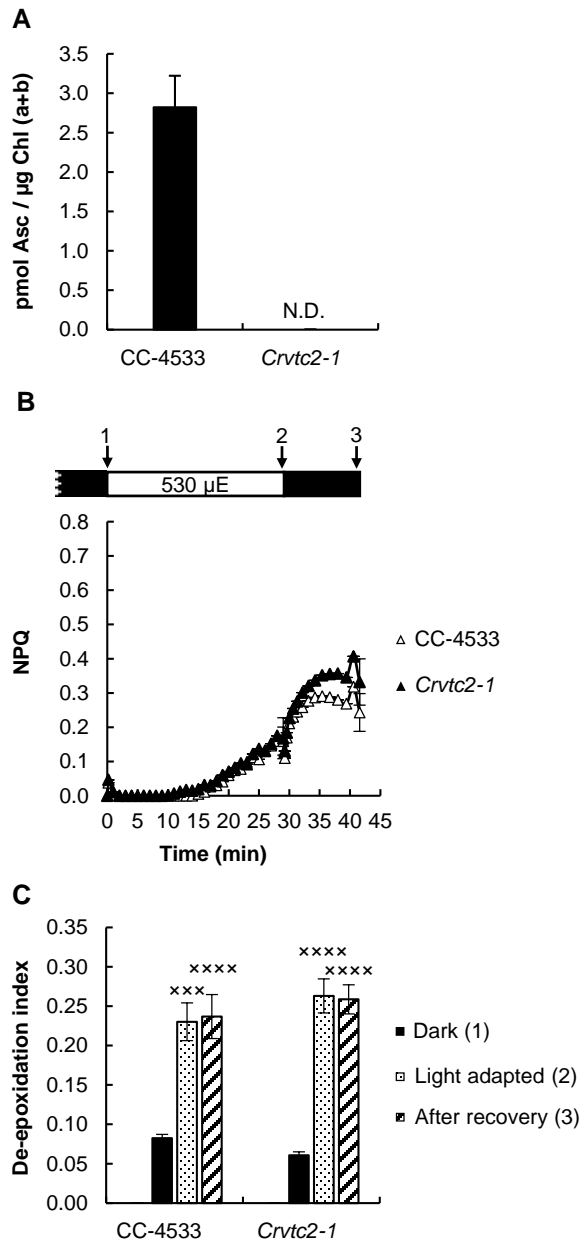 A
pmol Asc / µg Chl (a+b)
3.5
3.0
2.5
2.0
1.5
1.0
0.5
0.0
N.D.
CC-4533 Crvtc2-1
B
1 2 3
530 µE
NPQ
0.8
0.7
0.6
0.5
0.4
0.3
0.2
0.1
0.0
0 5 10 15 20 25 30 35 40 45
Time (min)
CC-4533
Crvtc2-1
C
De-epoxidation index
0.35
0.30
0.25
0.20
0.15
0.10
0.05
0.00
××× ×××× ×××× ××××
CC-4533 Crvtc2-1
Dark (1)
Light adapted (2)
After recovery (3)